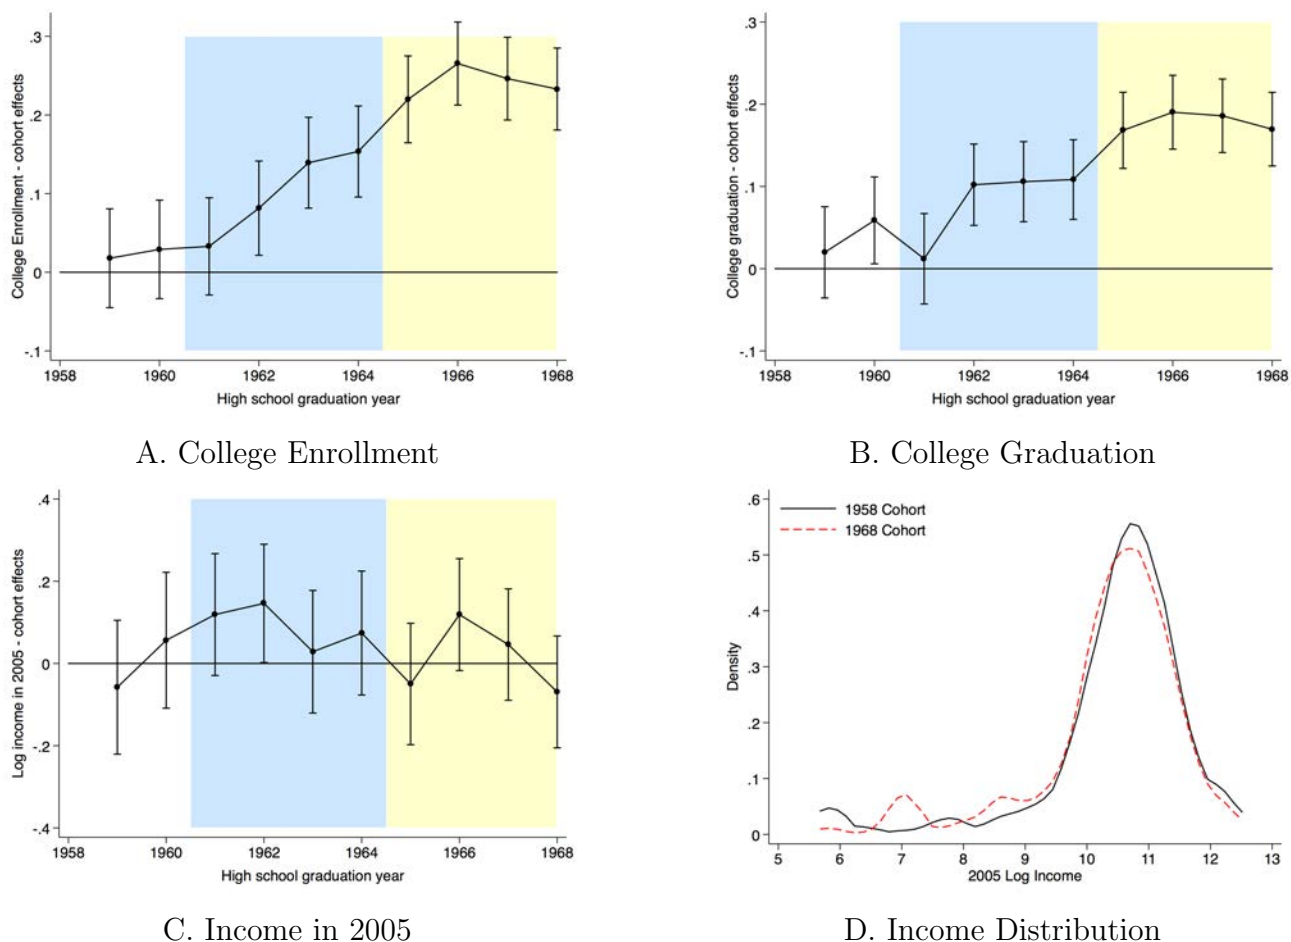 .3
.2
.1
0
-.1
College Enrollment - cohort effects
1958 1960 1962 1964 1966 1968
High school graduation year
A. College Enrollment
.3
.2
.1
0
-.1
College graduation - cohort effects
1958 1960 1962 1964 1966 1968
High school graduation year
B. College Graduation
.4
.2
0
-.2
-.4
Log income in 2005 - cohort effects
1958 1960 1962 1964 1966 1968
High school graduation year
C. Income in 2005
1958 Cohort
1968 Cohort
.6
.5
.4
.3
.2
.1
0
Density
5 6 7 8 9 10 11 12 13
2005 Log Income
D. Income Distribution